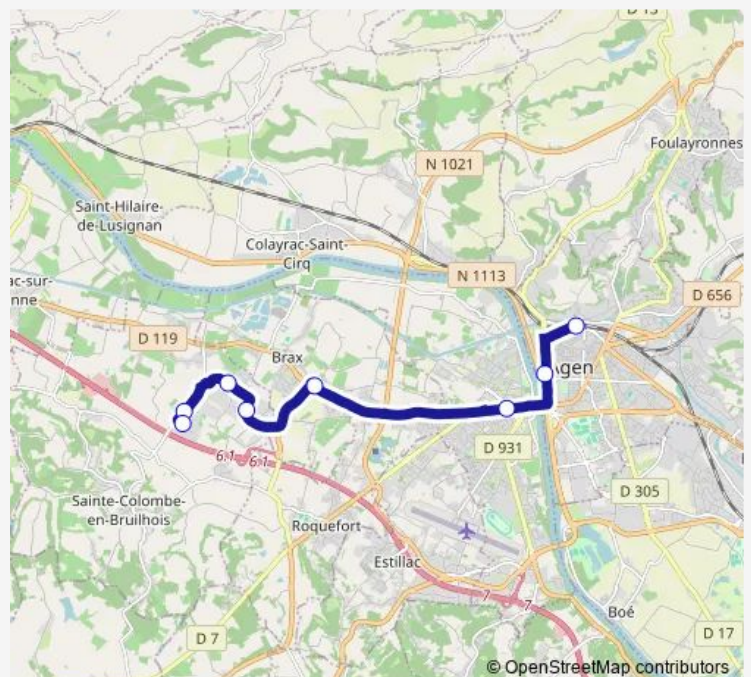 D 13
Foulayronnes
N 1021
Saint-Hilaire-
de Lusignan
Colayrac-Saint-
Cirq
N 1113
ac-sur-
nne
D 656
D 119
Brax
Agen
D 931
6.1
6.1
D 305
Sainte-Colombe-
en-Bruilhois
Roquefort
Estillac
7
7
Boé
D 7
D 17
© OpenStreetMap contributors